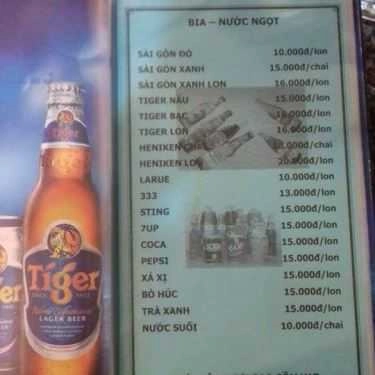 BIA – NƯỚC NGỌT
SÀI GÒN ĐỎ 10.000đ/lon
SÀI GÒN XANH 15.000đ/chai
SÀI GÒN XANH LON 16.000đ/lon
TIGER NÂU 15.000đ/lon
TIGER BẠC 16.000đ/lon
TIGER LON 16.000đ/lon
HENIKEN .000đ/chai
HENIKEN LON 20.000đ/lon
LARUE 10.000đ/lon
333 13.000đ/lon
STING 15.000đ/lon
7UP 15.000đ/lon
COCA 15.000đ/lon
PEPSI 15.000đ/lon
XÁ XỊ 15.000đ/lon
BÒ HÚC 15.000đ/lon
TRÀ XANH 15.000đ/lon
NƯỚC SUỐI 10.000đ/chai
Tiger
LAGER BEER